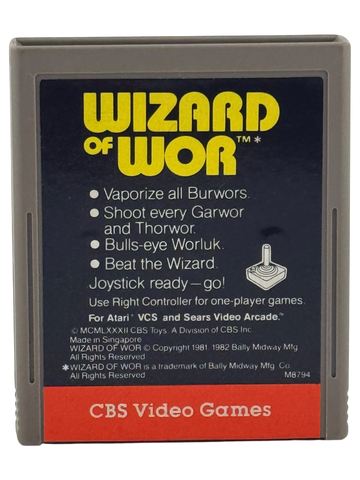 WIZARD
OF WOR™*
• Vaporize all Burwors.
• Shoot every Garwor
and Thorwor.
• Bulls-eye Worluk.
• Beat the Wizard.
Joystick ready—go!
Use Right Controller for one-player games.
For Atari® VCS and Sears Video Arcade.™
© MCMLXXXII CBS Toys. A Division of CBS Inc.
Made in Singapore
WIZARD OF WOR © Copyright 1981, 1982 Bally Midway Mfg
All Rights Reserved
*WIZARD OF WOR is a trademark of Bally Midway Mfg. Co.
All Rights Reserved M8794
CBS Video Games